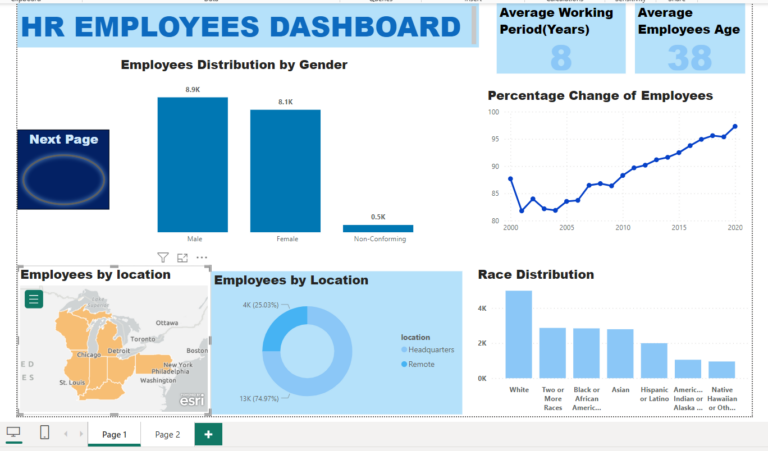 HR EMPLOYEES DASHBOARD
Average Working
Period(Years)
8
Average
Employees Age
38
Employees Distribution by Gender
8.9K
8.1K
0.5K
Male
Female
Non-Conforming
Next Page
Percentage Change of Employees
100
95
90
85
80
2000
2005
2010
2015
2020
Employees by location
Ottawa
Toronto
Boston
Chicago
Detroit
New York
Philadelphia
St. Louis
Washington
E D
E S
esri
Employees by Location
4K (25.03%)
13K (74.97%)
location
Headquarters
Remote
Race Distribution
4K
2K
0K
White
Two or
More
Races
Black or
African
Americ...
Asian
Hispanic
or Latino
Americ...
Indian or
Alaska ...
Native
Hawaiian
or Oth...
Page 1
Page 2
+